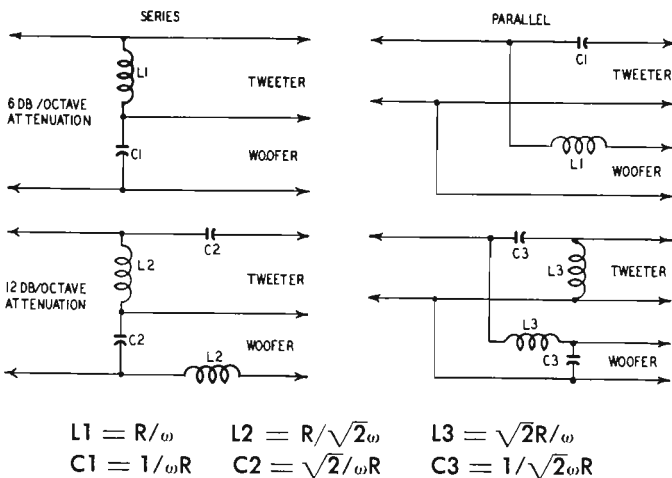 SERIES
PARALLEL
L1
TWEETER
6 DB/OCTAVE
ATTENUATION
C1
WOOFER
C1
TWEETER
L1
WOOFER
C2
L2
TWEETER
12 DB/OCTAVE
ATTENUATION
C2
L2
WOOFER
C3
L3
TWEETER
L3
C3
WOOFER
L1 = R/ω L2 = R/√2ω L3 = √2R/ω
C1 = 1/ωR C2 = √2/ωR C3 = 1/√2ωR